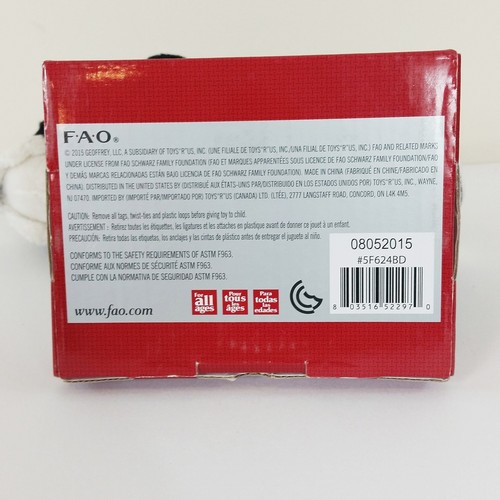 F·A·O®
© 2015 GEOFFREY, LLC, A SUBSIDIARY OF TOYS"R"US, INC. (UNE FILIALE DE TOYS"R"US, INC./UNA FILIAL DE TOYS"R"US, INC.) FAO AND RELATED MARKS
UNDER LICENSE FROM FAO SCHWARZ FAMILY FOUNDATION (FAO ET MARQUES APPARENTÉES SOUS LICENCE DE FAO SCHWARZ FAMILY FOUNDATION/FAO
Y DEMÁS MARCAS RELACIONADAS ESTÁN BAJO LICENCIA DE FAO SCHWARZ FAMILY FOUNDATION). MADE IN CHINA (FABRIQUÉ EN CHINE/FABRICADO EN
CHINA). DISTRIBUTED IN THE UNITED STATES BY (DISTRIBUÉ AUX ÉTATS-UNIS PAR/DISTRIBUIDO EN LOS ESTADOS UNIDOS POR) TOYS"R"US, INC., WAYNE,
NJ 07470. IMPORTED BY (IMPORTÉ PAR/IMPORTADO POR) TOYS"R"US (CANADA) LTD. (LTÉE), 2777 LANGSTAFF ROAD, CONCORD, ON L4K 4M5.
CAUTION: Remove all tags, twist-ties and plastic loops before giving toy to child.
AVERTISSEMENT : Retirez toutes les étiquettes, les ligatures et les attaches en plastique avant de donner ce jouet à un enfant.
PRECAUCIÓN: Retira todas las etiquetas, los anclajes y las cintas de plástico antes de entregar el juguete al niño.
CONFORMS TO THE SAFETY REQUIREMENTS OF ASTM F963.
CONFORME AUX NORMES DE SÉCURITÉ ASTM F963.
CUMPLE CON LA NORMATIVA DE SEGURIDAD ASTM F963.
08052015
#5F624BD
For all ages
Pour tous les âges
Para todas las edades
www.fao.com
8 03516 52297 0